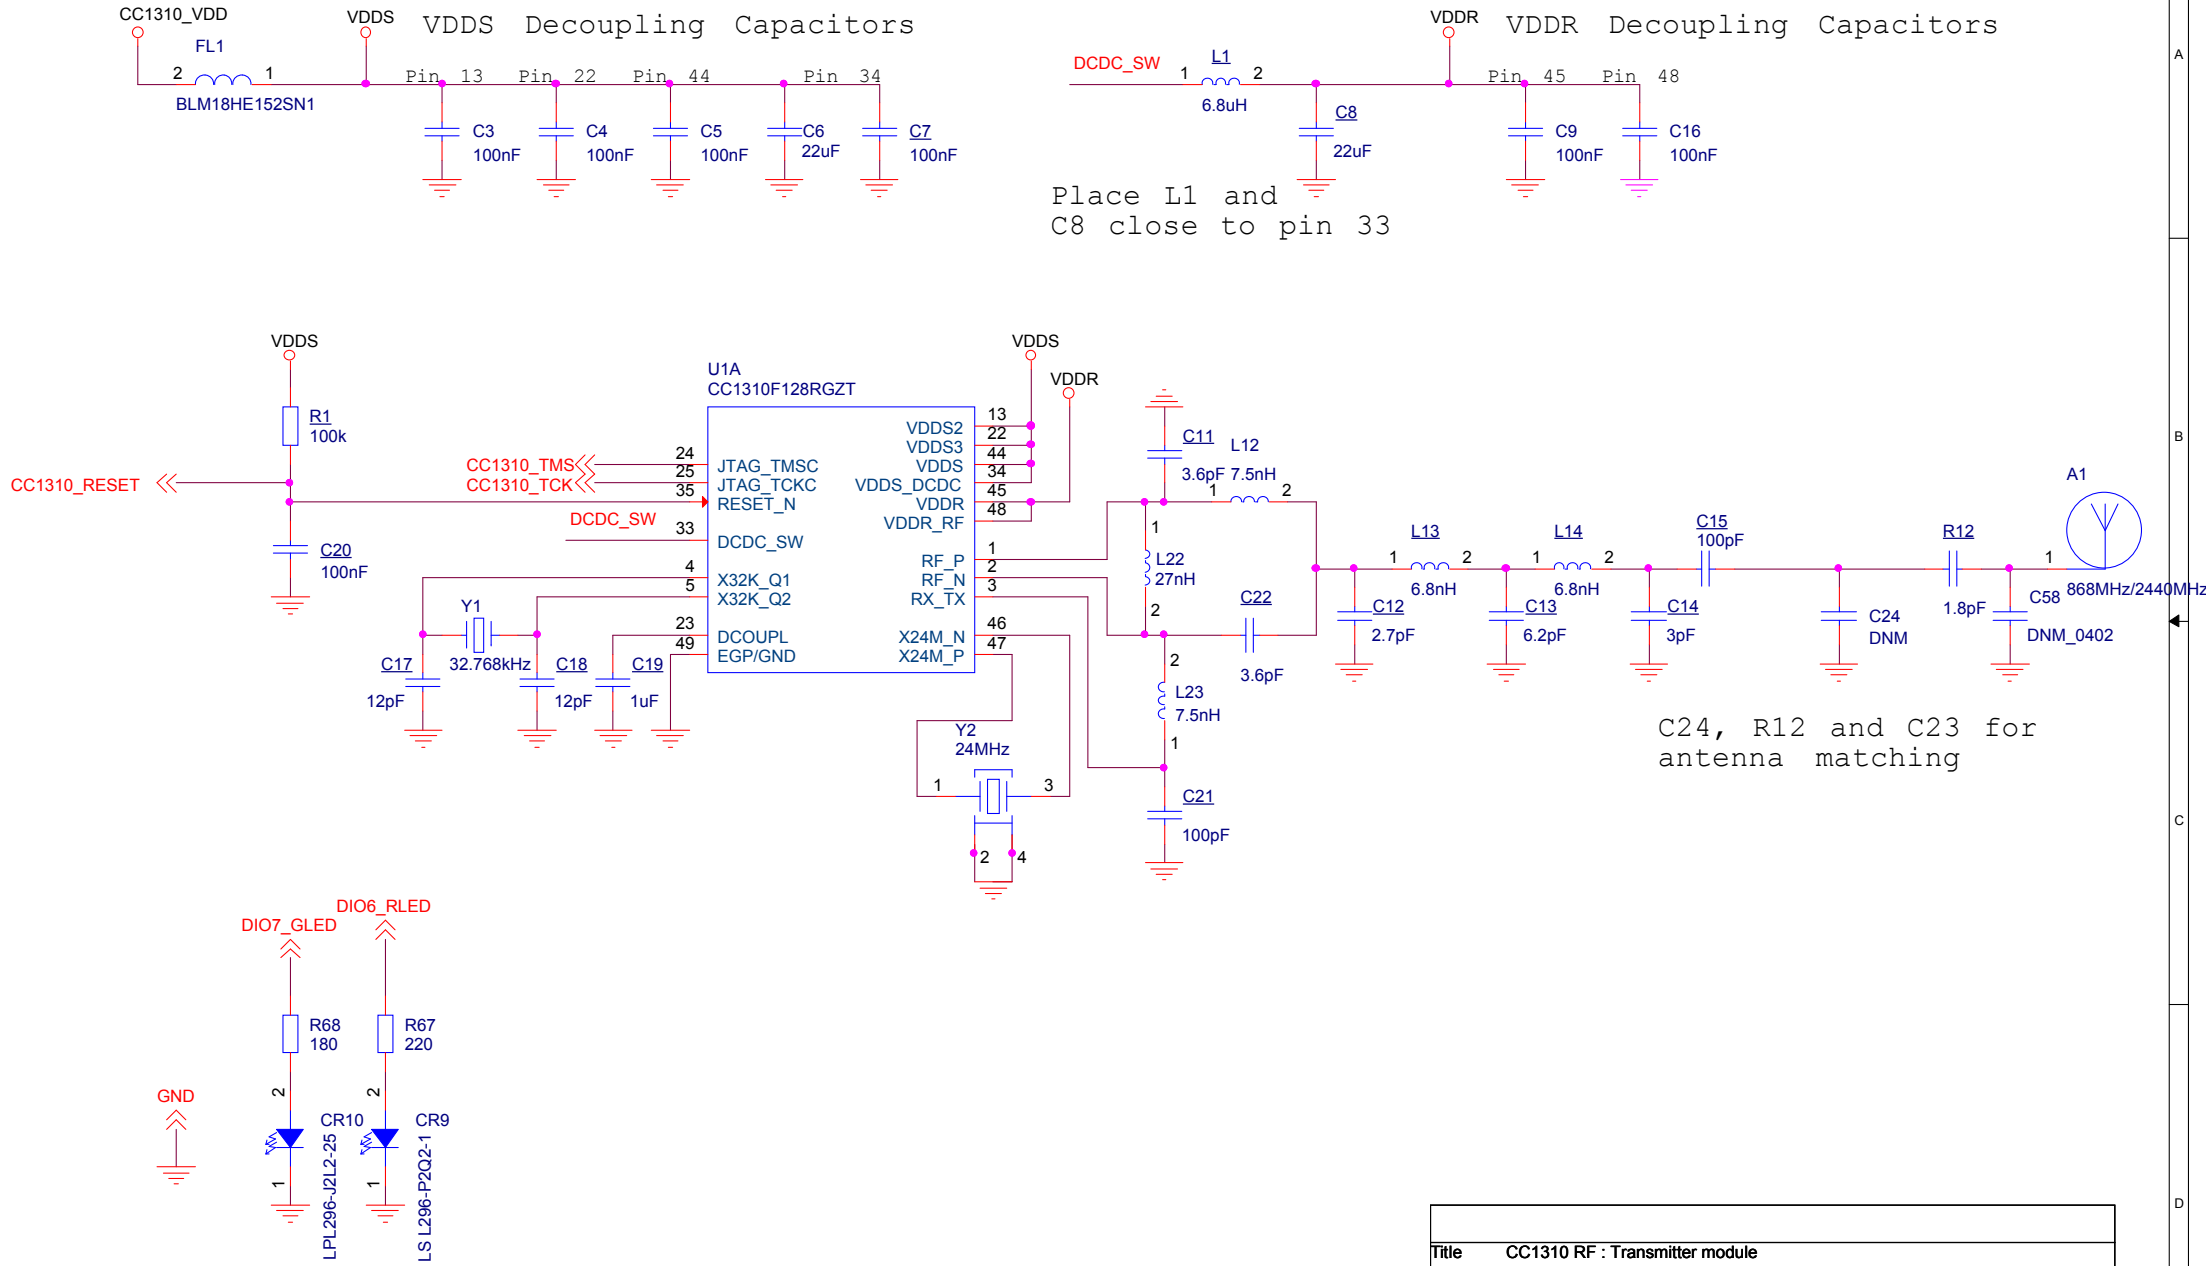 CC1310_VDD
VDDS
VDDS Decoupling Capacitors
FL1
2
1
BLM18HE152SN1
Pin 13
Pin 22
Pin 44
Pin 34
C3
100nF
C4
100nF
C5
100nF
C6
22uF
C7
100nF
VDDR
VDDR Decoupling Capacitors
DCDC_SW
L1
1
2
6.8uH
Pin 45
Pin 48
C8
22uF
C9
100nF
C16
100nF
Place L1 and
C8 close to pin 33
A
B
C
D
VDDS
R1
100k
CC1310_RESET
C20
100nF
CC1310_TMS
CC1310_TCK
DCDC_SW
U1A
CC1310F128RGZT
24
JTAG_TMSC
25
JTAG_TCKC
35
RESET_N
33
DCDC_SW
4
X32K_Q1
5
X32K_Q2
23
DCOUPL
49
EGP/GND
VDDS2
13
VDDS3
22
VDDS
44
VDDS_DCDC
34
VDDR
45
VDDR_RF
48
RF_P
1
RF_N
2
RX_TX
3
X24M_N
46
X24M_P
47
VDDS
VDDR
Y1
32.768kHz
C17
12pF
C18
12pF
C19
1uF
Y2
24MHz
1
3
2
4
C11
3.6pF
L12
7.5nH
1
2
1
L22
27nH
2
C22
3.6pF
2
L23
7.5nH
1
C21
100pF
C12
2.7pF
L13
1
2
6.8nH
C13
6.2pF
L14
1
2
6.8nH
C14
3pF
C15
100pF
C24
DNM
R12
1.8pF
C58
DNM_0402
A1
1
868MHz/2440MHz
C24, R12 and C23 for
antenna matching
DIO7_GLED
DIO6_RLED
R68
180
R67
220
GND
2
CR10
1
LPL296-J2L2-25
2
CR9
1
LS L296-P2Q2-1
Title
CC1310 RF : Transmitter module